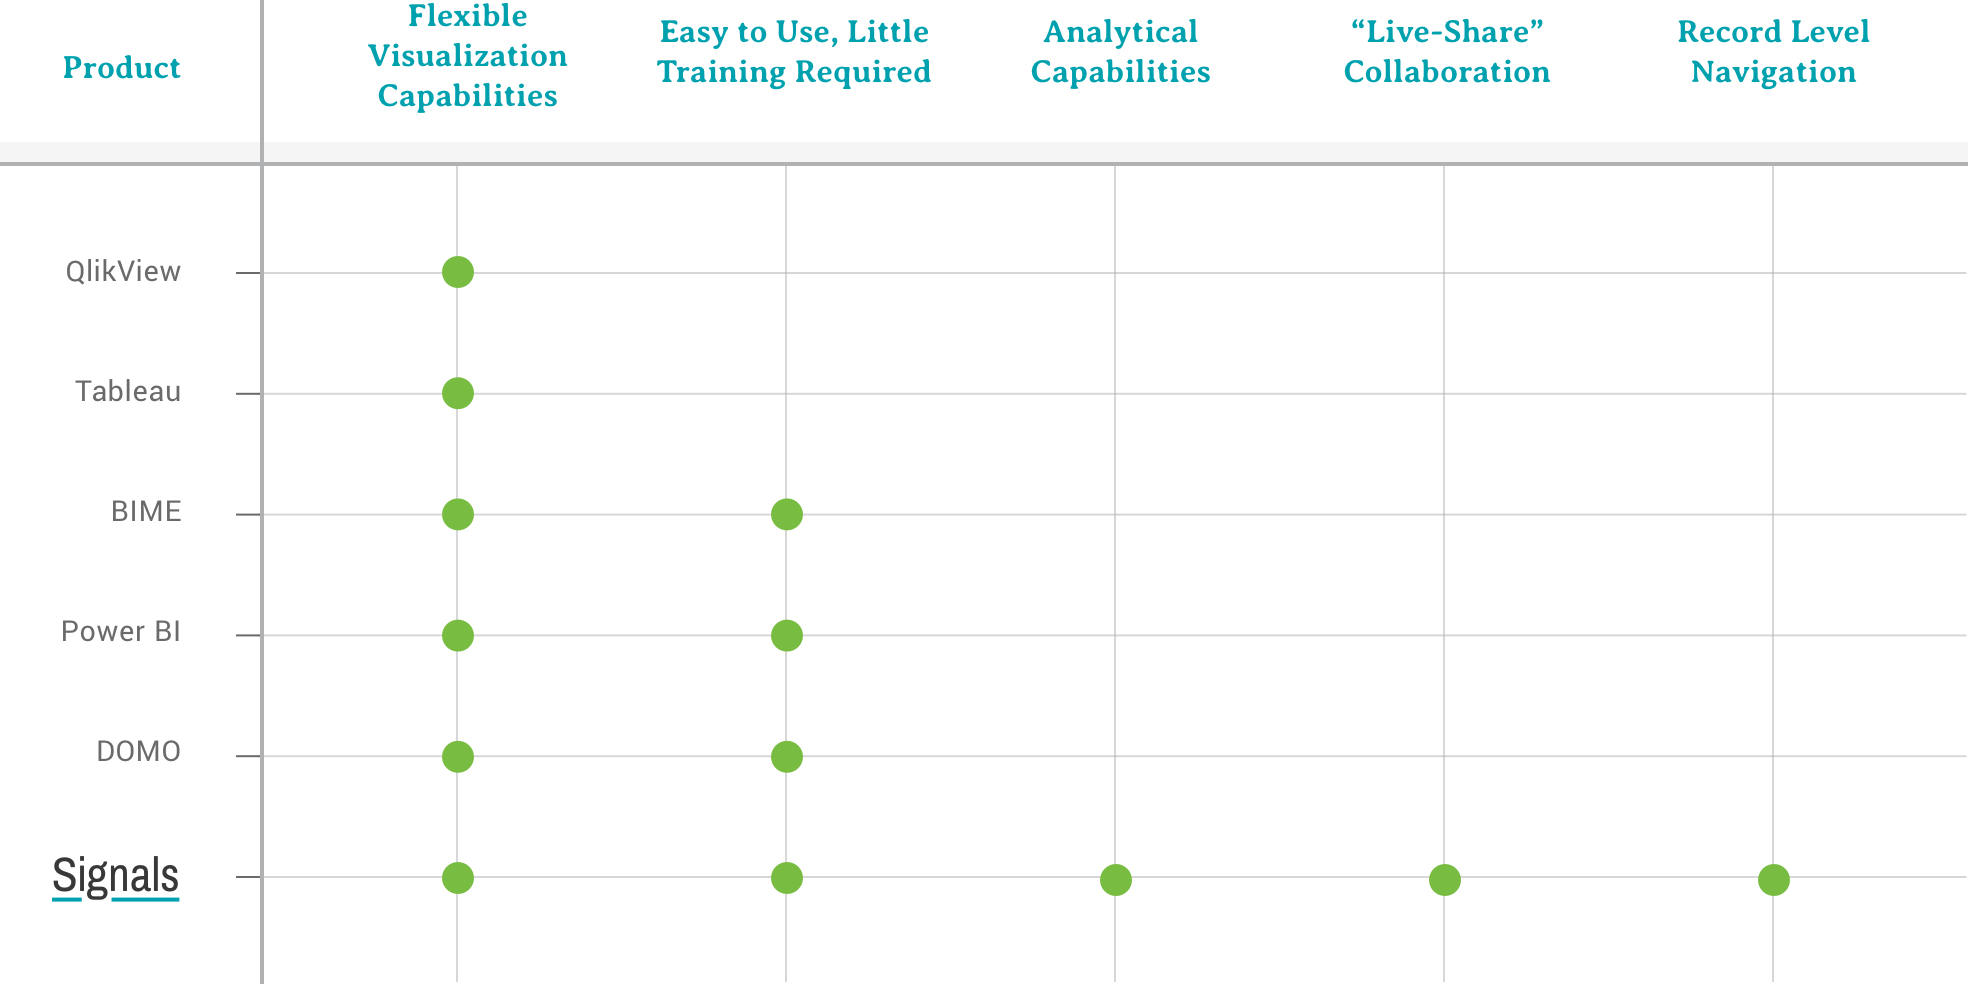 Product
Flexible
Visualization
Capabilities
Easy to Use, Little
Training Required
Analytical
Capabilities
“Live-Share”
Collaboration
Record Level
Navigation
QlikView
Tableau
BIME
Power BI
DOMO
Signals